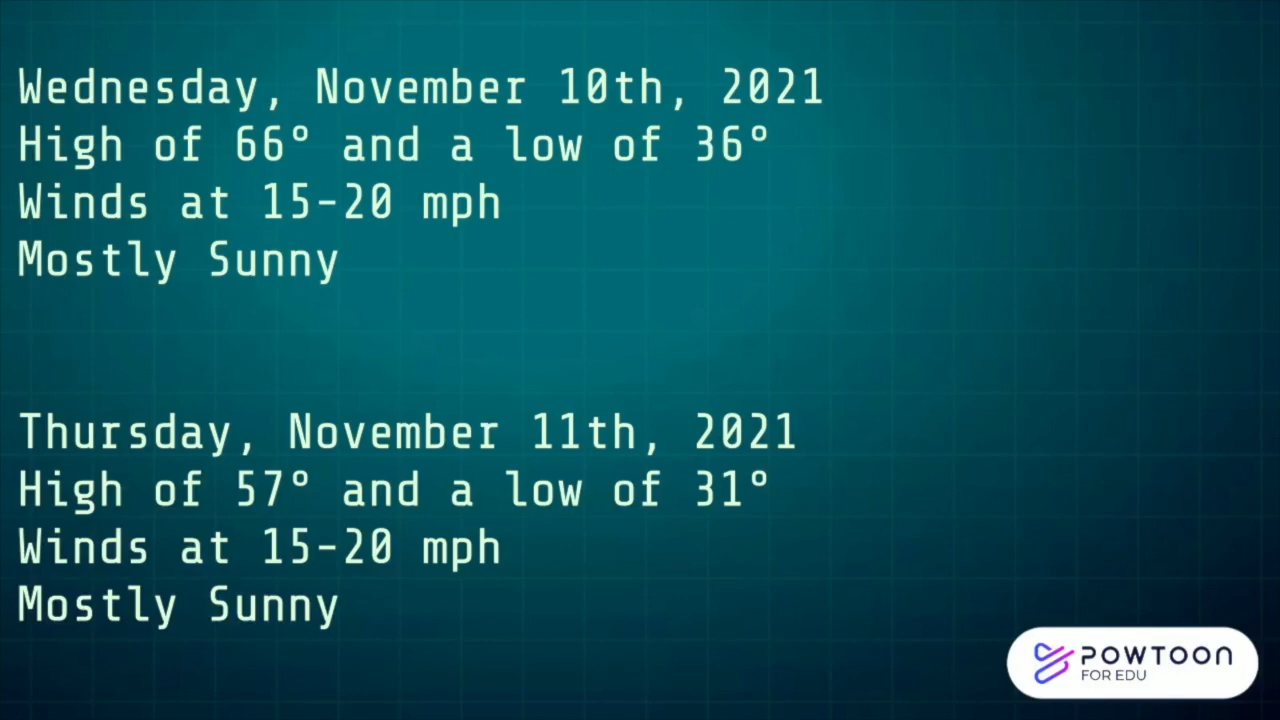 Wednesday, November 10th, 2021
High of 66° and a low of 36°
Winds at 15-20 mph
Mostly Sunny
Thursday, November 11th, 2021
High of 57° and a low of 31°
Winds at 15-20 mph
Mostly Sunny
POWTOON
FOR EDU